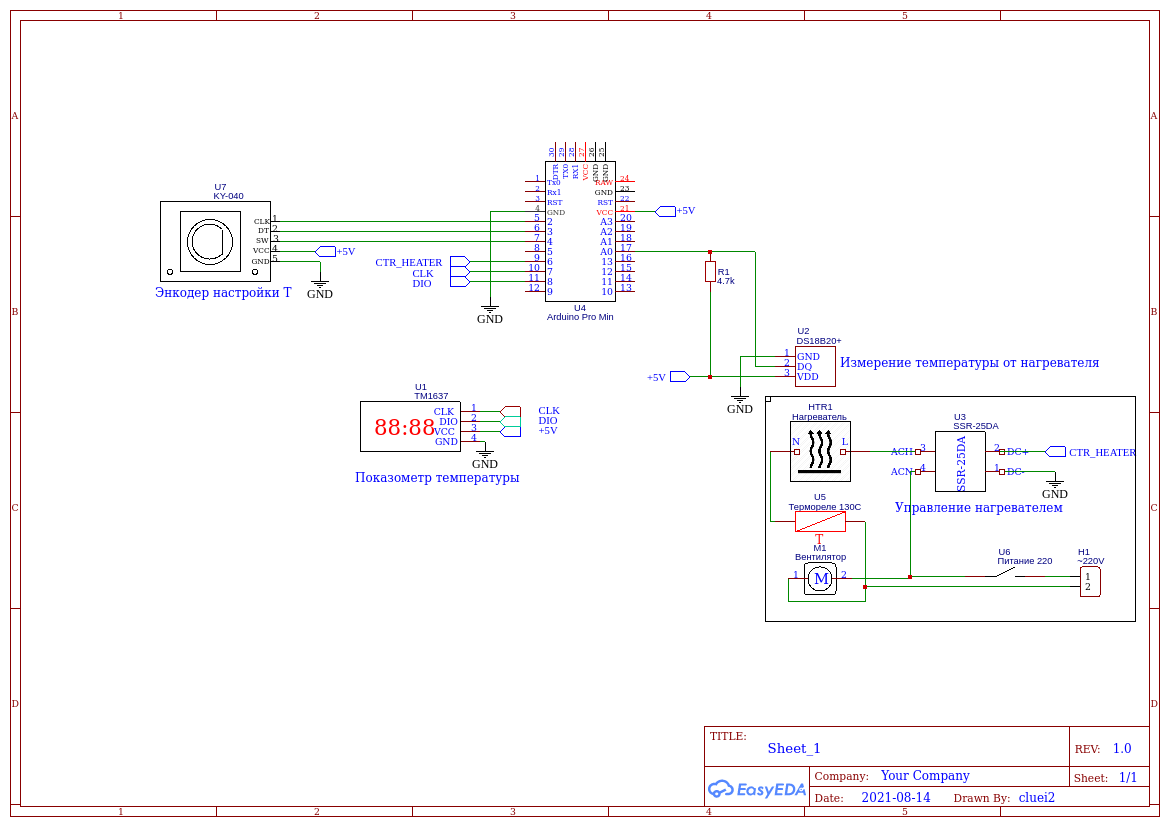 1 2 3 4 5
A A
B B
C C
D D
1 2 3 4 5
U7
KY-040
CLK 1
DT 2
SW 3
VCC 4
GND 5
+5V
GND
Энкодер настройки Т
30 29 28 27 26 25
DTR TX0 RX1 VCC GND GND
1 Tx0
2 Rx1
3 RST
4 GND
5 2
6 3
7 4
8 5
9 6
10 7
11 8
12 9
RAW 24
GND 23
RST 22
VCC 21
A3 20
A2 19
A1 18
A0 17
13 16
12 15
11 14
10 13
+5V
CTR_HEATER
CLK
DIO
GND
U4
Arduino Pro Min
R1
4.7k
U2
DS18B20+
1 GND
2 DQ
3 VDD
+5V
GND
Измерение температуры от нагревателя
U1
TM1637
88:88
CLK 1
DIO 2
VCC 3
GND 4
CLK
DIO
+5V
GND
Показометр температуры
HTR1
Нагреватель
N L
U3
SSR-25DA
SSR-25DA
ACH 3
ACN 4
2 DC+
1 DC-
CTR_HEATER
GND
Управление нагревателем
U5
Термореле 130С
T
M1
Вентилятор
1 M 2
U6
Питание 220
H1
~220V
1
2
TITLE:
Sheet_1
REV: 1.0
EasyEDA
Company: Your Company
Sheet: 1/1
Date: 2021-08-14 Drawn By: cluei2